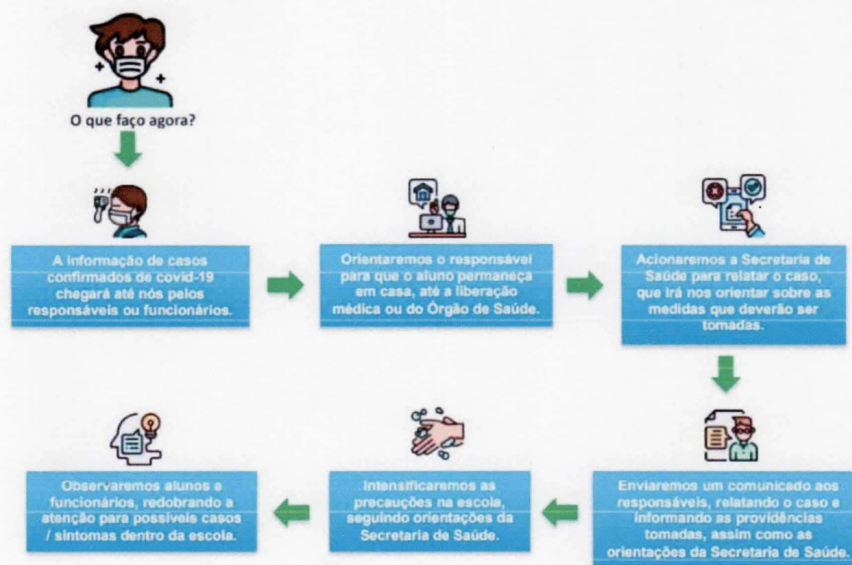 O que faço agora?
A informação de casos
confirmados de covid-19
chegará até nós pelos
responsáveis ou funcionários.
Orientaremos o responsável
para que o aluno permaneça
em casa, até a liberação
médica ou do Órgão de Saúde.
Acionaremos a Secretaria de
Saúde para relatar o caso,
que irá nos orientar sobre as
medidas que deverão ser
tomadas.
Enviaremos um comunicado aos
responsáveis, relatando o caso e
informando as providências
tomadas, assim como as
orientações da Secretaria de Saúde.
Intensificaremos as
precauções na escola,
seguindo orientações da
Secretaria de Saúde.
Observaremos alunos e
funcionários, redobrando a
atenção para possíveis casos
/ sintomas dentro da escola.